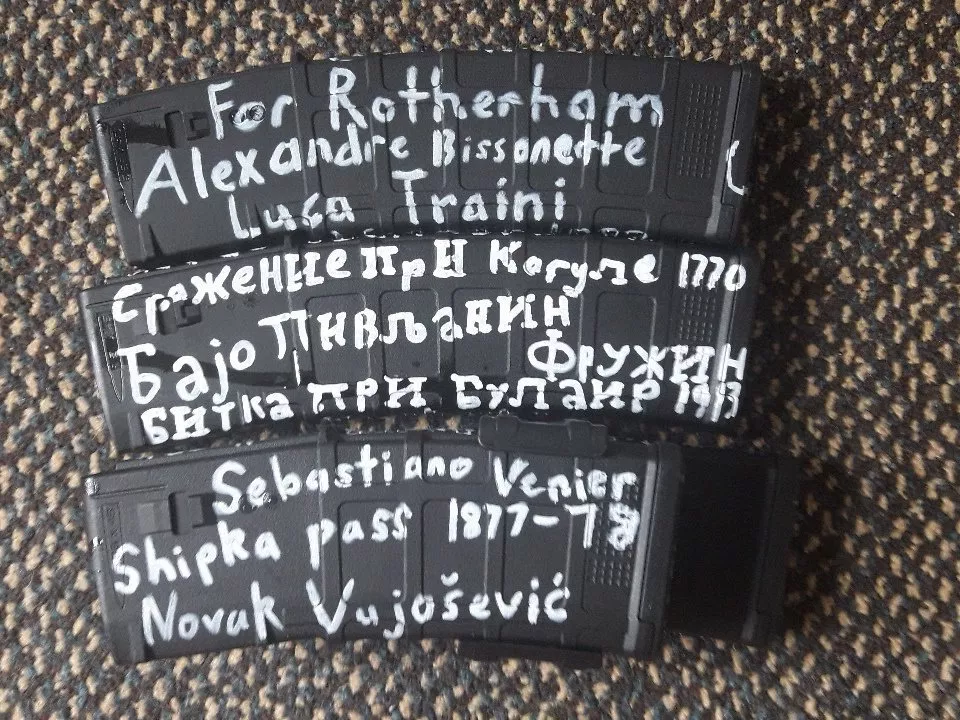 For Rotherham
Alexandre Bissonette
Luca Traini
Сражение при Кагуле 1770
Бајо Пивљанин
Фружин
Битка при Булаир 1913
Sebastiano Venier
Shipka pass 1877-78
Novak Vujošević